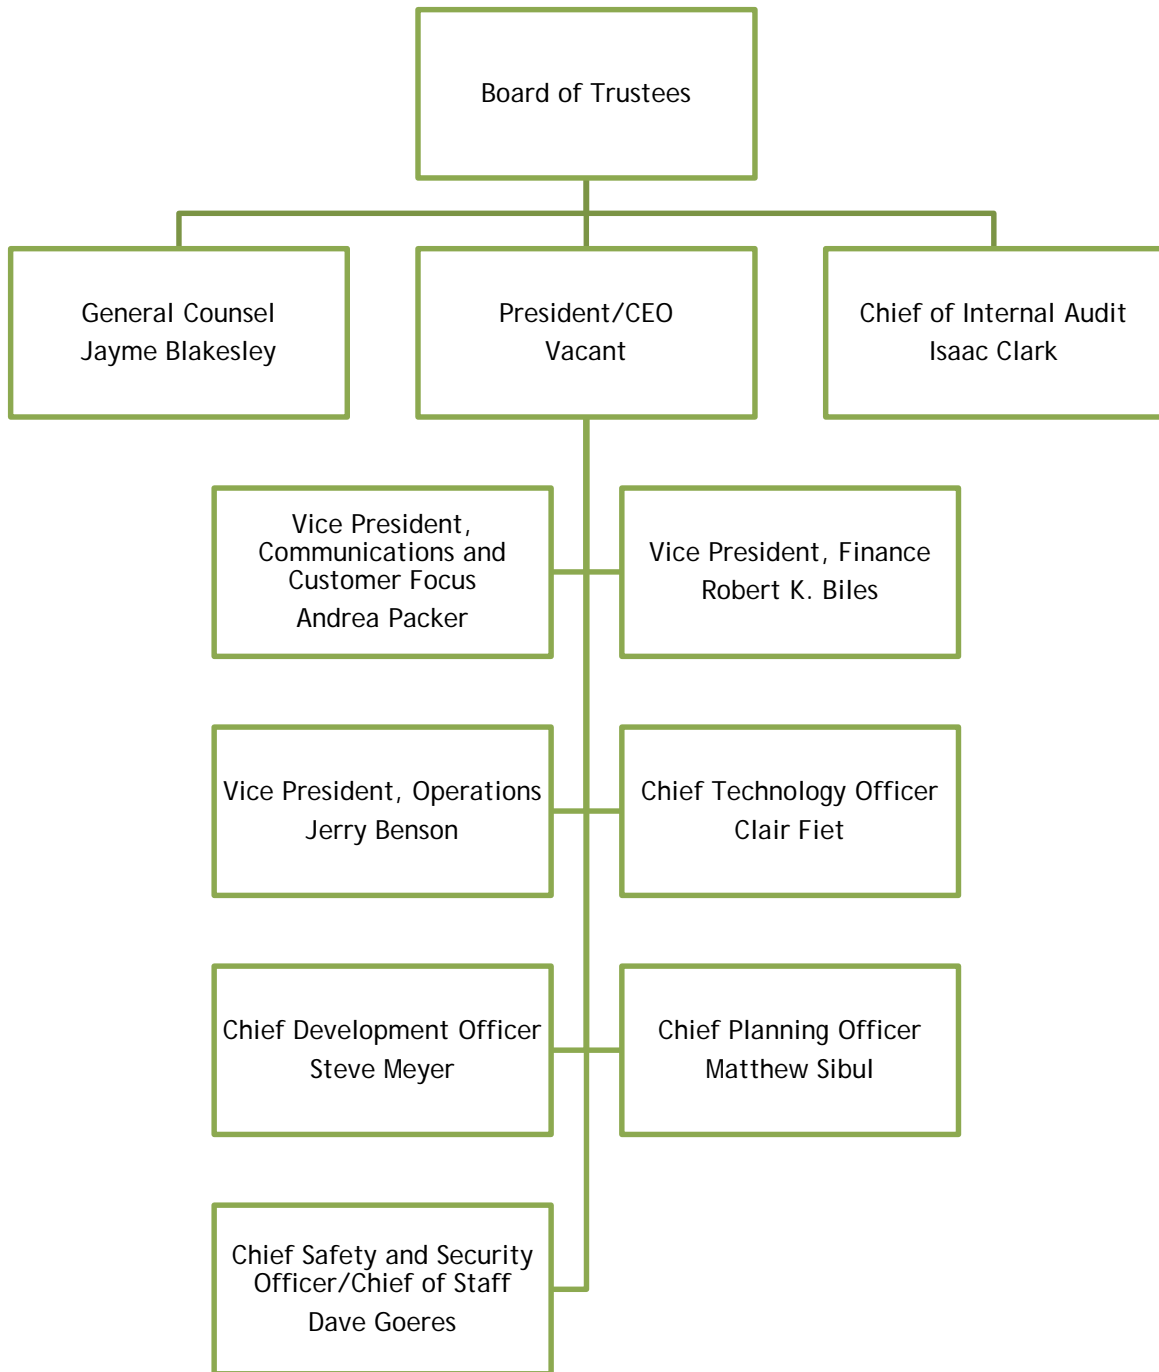 Board of Trustees
General Counsel
Jayme Blakesley
President/CEO
Vacant
Chief of Internal Audit
Isaac Clark
Vice President,
Communications and
Customer Focus
Andrea Packer
Vice President, Finance
Robert K. Biles
Vice President, Operations
Jerry Benson
Chief Technology Officer
Clair Fiet
Chief Development Officer
Steve Meyer
Chief Planning Officer
Matthew Sibul
Chief Safety and Security
Officer/Chief of Staff
Dave Goeres